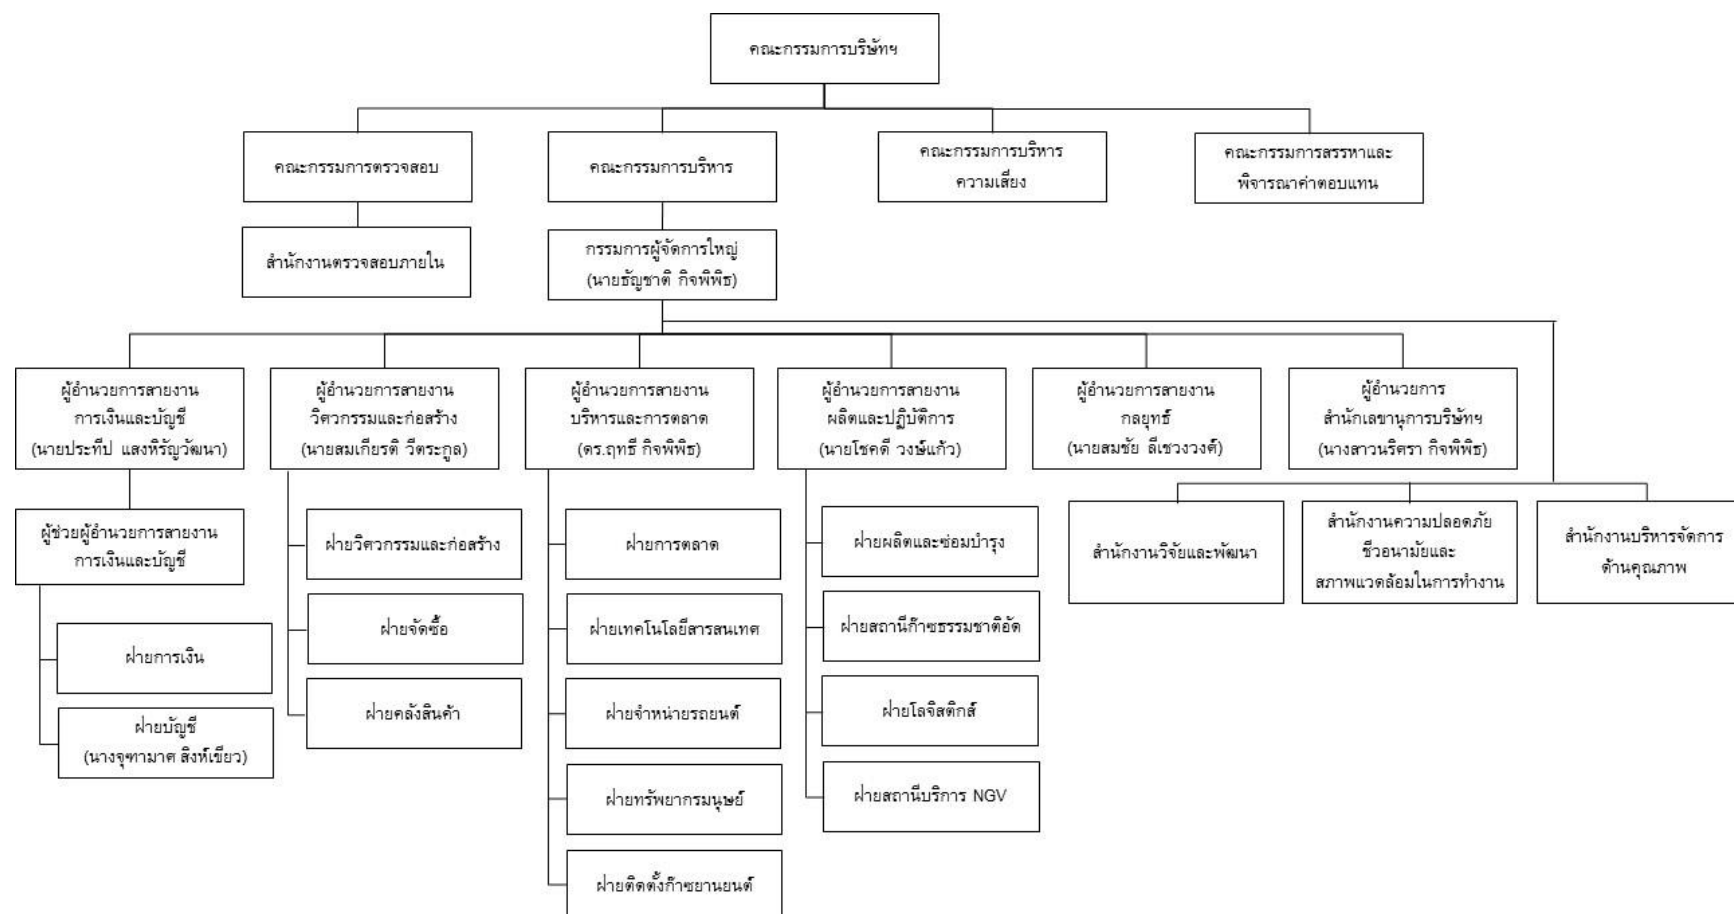 คณะกรรมการบริษัทฯ
คณะกรรมการตรวจสอบ
คณะกรรมการบริหาร
คณะกรรมการบริหาร
ความเสี่ยง
คณะกรรมการสรรหาและ
พิจารณาค่าตอบแทน
สำนักงานตรวจสอบภายใน
กรรมการผู้จัดการใหญ่
(นายธัญชาติ กิจพิพิธ)
ผู้อำนวยการสายงาน
การเงินและบัญชี
(นายประทีป แสงหิรัญวัฒนา)
ผู้อำนวยการสายงาน
วิศวกรรมและก่อสร้าง
(นายสมเกียรติ วีตระกูล)
ผู้อำนวยการสายงาน
บริหารและการตลาด
(ดร.ฤทธี กิจพิพิธ)
ผู้อำนวยการสายงาน
ผลิตและปฏิบัติการ
(นายโชคดี วงษ์แก้ว)
ผู้อำนวยการสายงาน
กลยุทธ์
(นายสมชัย ลีเชวงวงศ์)
ผู้อำนวยการ
สำนักเลขานุการบริษัทฯ
(นางสาวนริศรา กิจพิพิธ)
ผู้ช่วยผู้อำนวยการสายงาน
การเงินและบัญชี
ฝ่ายการเงิน
ฝ่ายบัญชี
(นางจุฑามาศ สิงห์เขียว)
ฝ่ายวิศวกรรมและก่อสร้าง
ฝ่ายจัดซื้อ
ฝ่ายคลังสินค้า
ฝ่ายการตลาด
ฝ่ายเทคโนโลยีสารสนเทศ
ฝ่ายจำหน่ายรถยนต์
ฝ่ายทรัพยากรมนุษย์
ฝ่ายติดตั้งก๊าซยานยนต์
ฝ่ายผลิตและซ่อมบำรุง
ฝ่ายสถานีก๊าซธรรมชาติอัด
ฝ่ายโลจิสติกส์
ฝ่ายสถานีบริการ NGV
สำนักงานวิจัยและพัฒนา
สำนักงานความปลอดภัย
ชีวอนามัยและ
สภาพแวดล้อมในการทำงาน
สำนักงานบริหารจัดการ
ด้านคุณภาพ